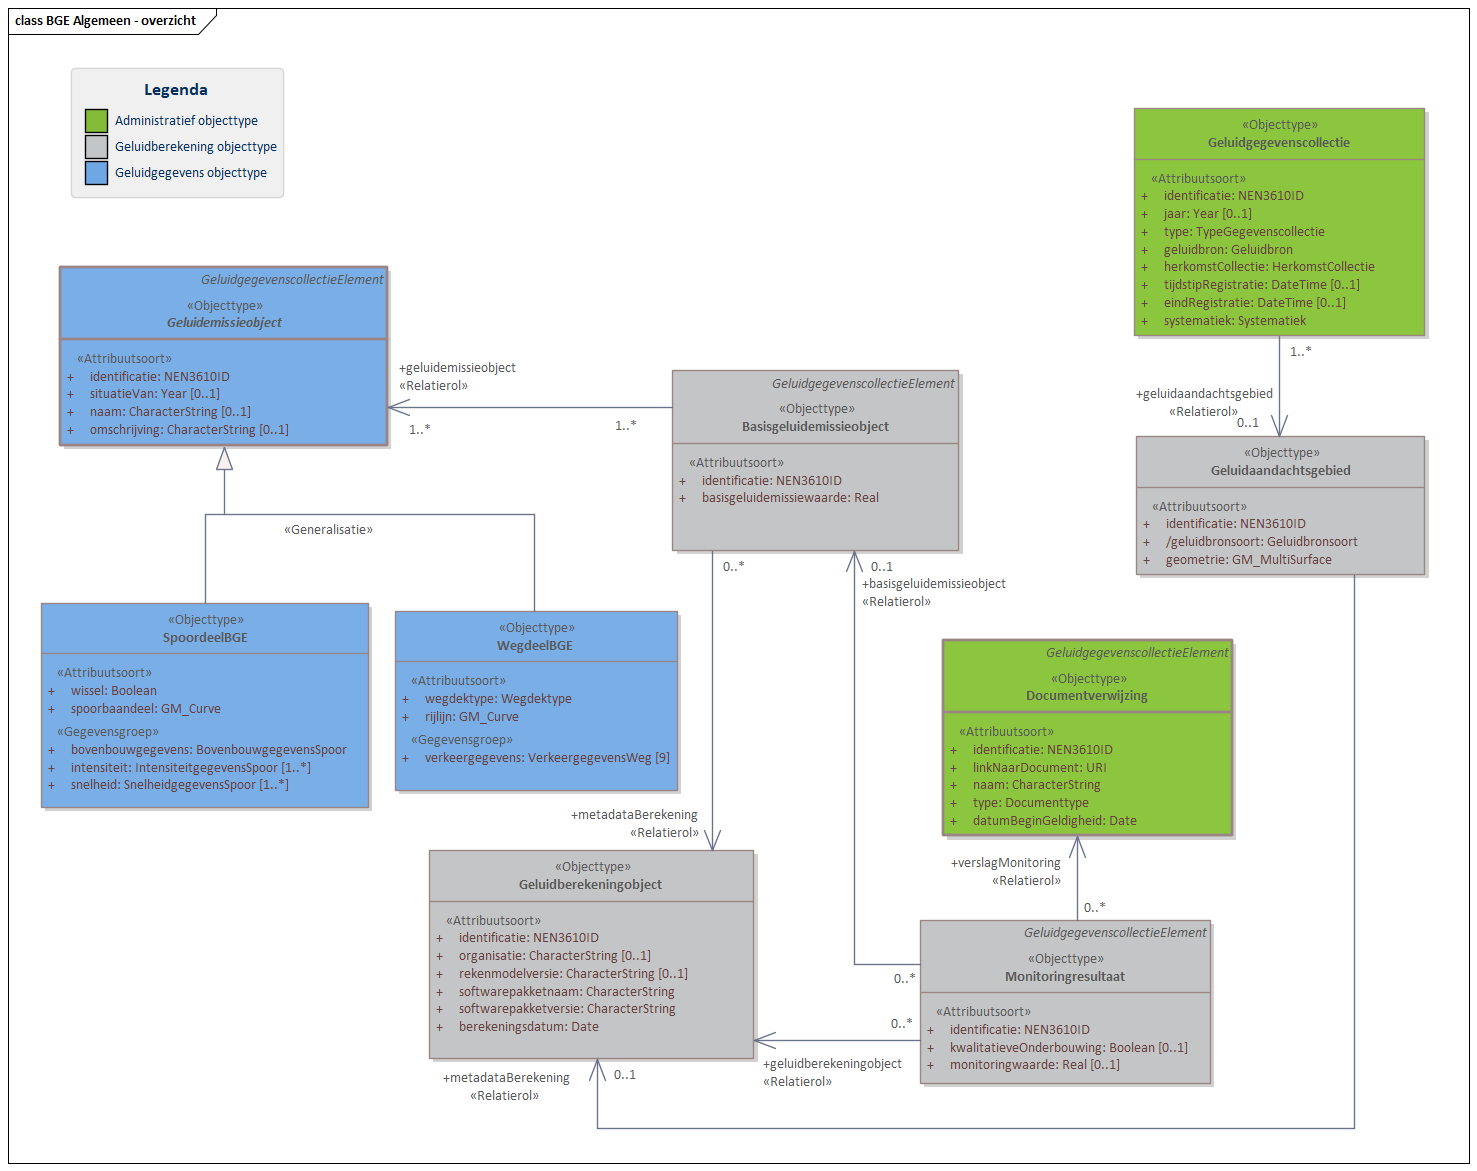 class BGE Algemeen - overzicht
Legenda
Administratief objecttype
Geluidberekening objecttype
Geluidgegevens objecttype
«Objecttype»
Geluidgegevenscollectie
«Attribuutsoort»
+ identificatie: NEN3610ID
+ jaar: Year [0..1]
+ type: TypeGegevenscollectie
+ geluidbron: Geluidbron
+ herkomstCollectie: HerkomstCollectie
+ tijdstipRegistratie: DateTime [0..1]
+ eindRegistratie: DateTime [0..1]
+ systematiek: Systematiek
1..*
+geluidaandachtsgebied
«Relatierol»
0..1
GeluidgegevenscollectieElement
«Objecttype»
Geluidemissieobject
«Attribuutsoort»
+ identificatie: NEN3610ID
+ situatieVan: Year [0..1]
+ naam: CharacterString [0..1]
+ omschrijving: CharacterString [0..1]
+geluidemissieobject
«Relatierol»
1..*
1..*
GeluidgegevenscollectieElement
«Objecttype»
Basisgeluidemissieobject
«Attribuutsoort»
+ identificatie: NEN3610ID
+ basisgeluidemissiewaarde: Real
«Objecttype»
Geluidaandachtsgebied
«Attribuutsoort»
+ identificatie: NEN3610ID
+ /geluidbronsoort: Geluidbronsoort
+ geometrie: GM_MultiSurface
«Generalisatie»
0..*
0..1
+basisgeluidemissieobject
«Relatierol»
«Objecttype»
SpoordeelBGE
«Attribuutsoort»
+ wissel: Boolean
+ spoorbaandeel: GM_Curve
«Gegevensgroep»
+ bovenbouwgegevens: BovenbouwgegevensSpoor
+ intensiteit: IntensiteitgegevensSpoor [1..*]
+ snelheid: SnelheidgegevensSpoor [1..*]
«Objecttype»
WegdeelBGE
«Attribuutsoort»
+ wegdektype: Wegdektype
+ rijlijn: GM_Curve
«Gegevensgroep»
+ verkeergegevens: VerkeergegevensWeg [9]
GeluidgegevenscollectieElement
«Objecttype»
Documentverwijzing
«Attribuutsoort»
+ identificatie: NEN3610ID
+ linkNaarDocument: URI
+ naam: CharacterString
+ type: Documenttype
+ datumBeginGeldigheid: Date
+metadataBerekening
«Relatierol»
+verslagMonitoring
«Relatierol»
0..*
«Objecttype»
Geluidberekeningobject
«Attribuutsoort»
+ identificatie: NEN3610ID
+ organisatie: CharacterString [0..1]
+ rekenmodelversie: CharacterString [0..1]
+ softwarepakketnaam: CharacterString
+ softwarepakketversie: CharacterString
+ berekeningsdatum: Date
GeluidgegevenscollectieElement
«Objecttype»
Monitoringresultaat
«Attribuutsoort»
+ identificatie: NEN3610ID
+ kwalitatieveOnderbouwing: Boolean [0..1]
+ monitoringwaarde: Real [0..1]
0..*
0..*
+geluidberekeningobject
«Relatierol»
+metadataBerekening
«Relatierol»
0..1